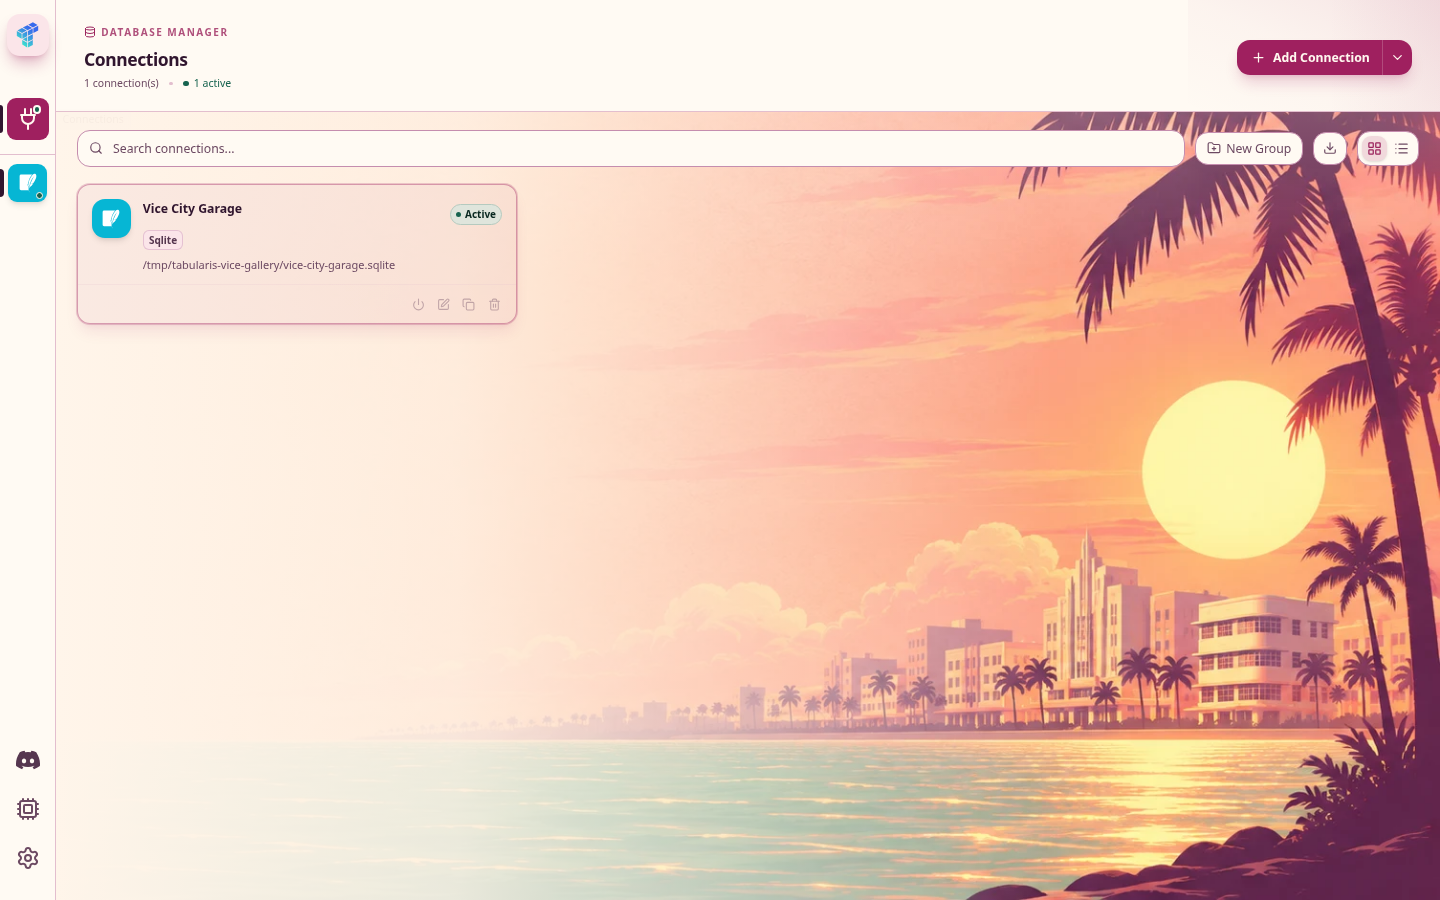 DATABASE MANAGER
Connections
1 connection(s) • 1 active
Add Connection
Search connections...
New Group
Vice City Garage
Active
Sqlite
/tmp/tabularis-vice-gallery/vice-city-garage.sqlite